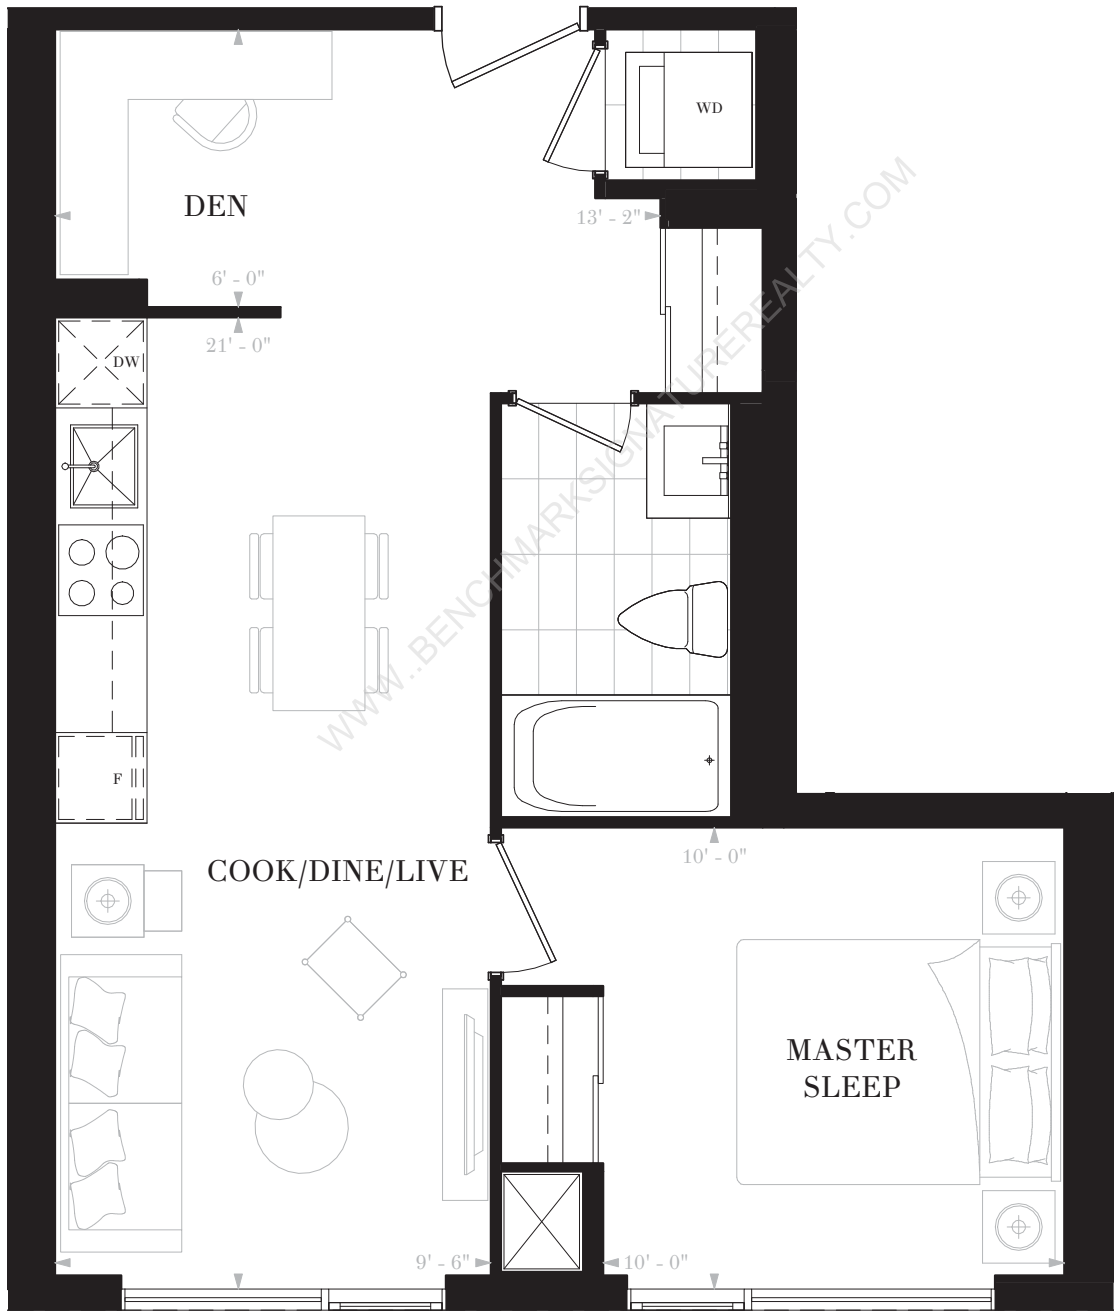 WD
DEN
13' - 2"
6' - 0"
21' - 0"
DW
WWW..BENCHMARKSIGNATUREREALTY.COM
F
COOK/DINE/LIVE
10' - 0"
MASTER
SLEEP
9' - 6"
10' - 0"